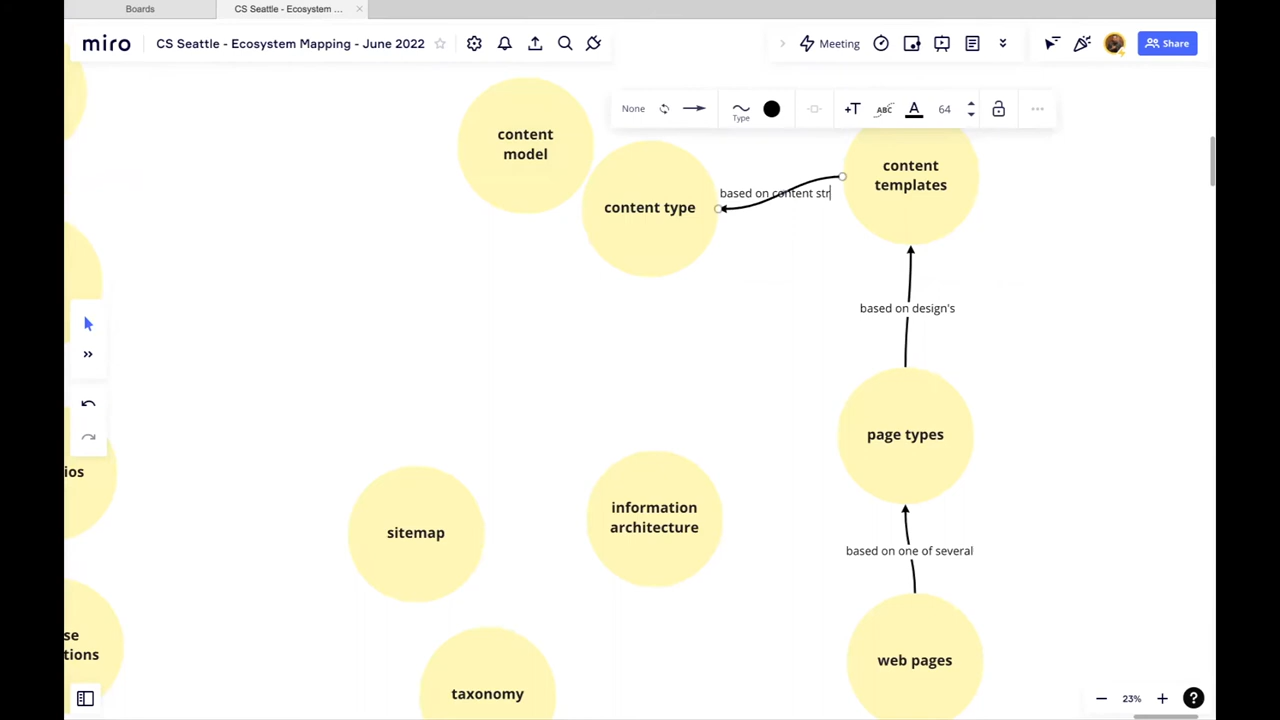 Boards
CS Seattle - Ecosystem ...
miro
CS Seattle - Ecosystem Mapping - June 2022
Meeting
Share
None
Type
+T
ABC
A
64
content
model
content type
based on content str
content
templates
based on design's
page types
ios
sitemap
information
architecture
based on one of several
se
tions
web pages
taxonomy
23%
?